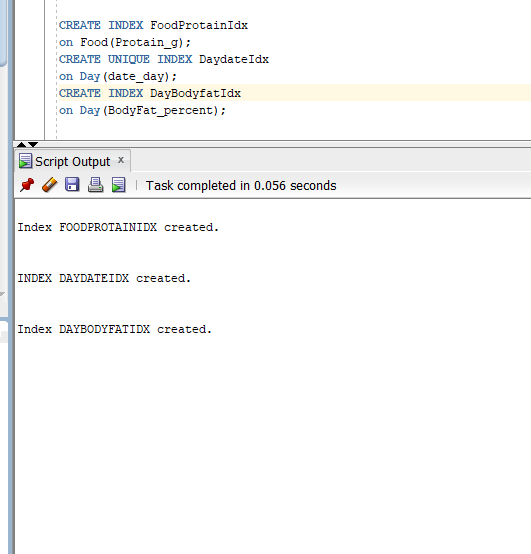 CREATE INDEX FoodProtainIdx
on Food(Protain_g);
CREATE UNIQUE INDEX DaydateIdx
on Day(date_day);
CREATE INDEX DayBodyfatIdx
on Day(BodyFat_percent);
Script Output x
Task completed in 0.056 seconds
Index FOODPROTAINIDX created.
INDEX DAYDATEIDX created.
Index DAYBODYFATIDX created.